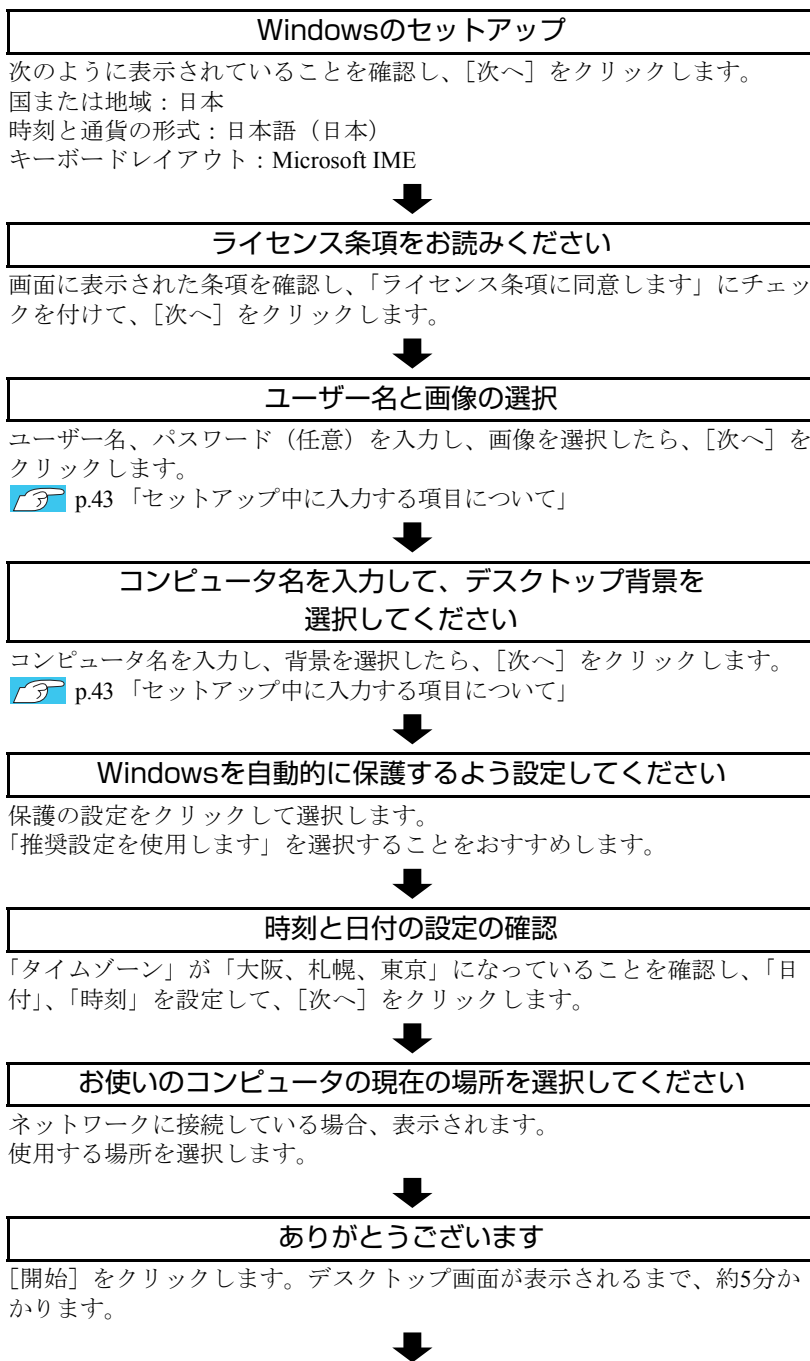 Windowsのセットアップ
次のように表示されていることを確認し、［次へ］をクリックします。
国または地域：日本
時刻と通貨の形式：日本語（日本）
キーボードレイアウト：Microsoft IME
ライセンス条項をお読みください
画面に表示された条項を確認し、「ライセンス条項に同意します」にチェッ
クを付けて、［次へ］をクリックします。
ユーザー名と画像の選択
ユーザー名、パスワード（任意）を入力し、画像を選択したら、［次へ］を
クリックします。
p.43 「セットアップ中に入力する項目について」
コンピュータ名を入力して、デスクトップ背景を
選択してください
コンピュータ名を入力し、背景を選択したら、［次へ］をクリックします。
p.43 「セットアップ中に入力する項目について」
Windowsを自動的に保護するよう設定してください
保護の設定をクリックして選択します。
「推奨設定を使用します」を選択することをおすすめします。
時刻と日付の設定の確認
「タイムゾーン」が「大阪、札幌、東京」になっていることを確認し、「日
付」、「時刻」を設定して、［次へ］をクリックします。
お使いのコンピュータの現在の場所を選択してください
ネットワークに接続している場合、表示されます。
使用する場所を選択します。
ありがとうございます
［開始］をクリックします。デスクトップ画面が表示されるまで、約5分か
かります。